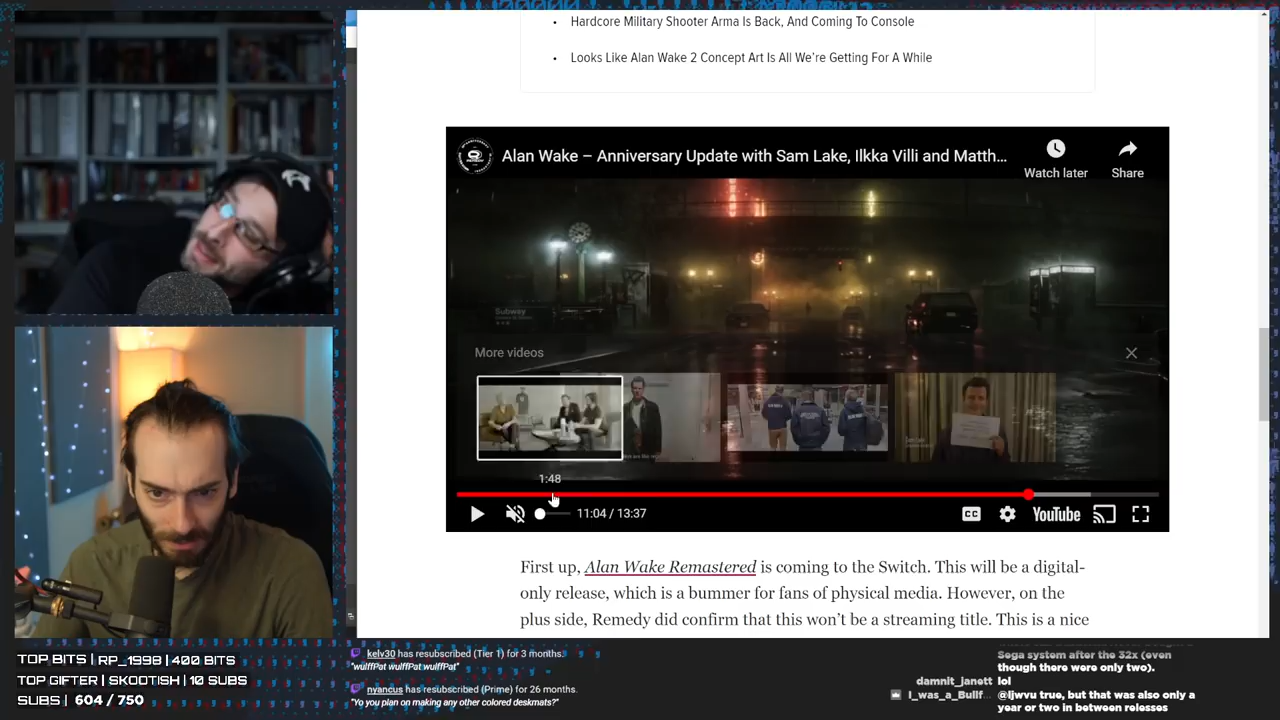 • Hardcore Military Shooter Arma Is Back, And Coming To Console
• Looks Like Alan Wake 2 Concept Art Is All We're Getting For A While
Alan Wake – Anniversary Update with Sam Lake, Ilkka Villi and Matth...
Watch later
Share
Subway
More videos
1:48
11:04 / 13:37
CC
YouTube
First up, Alan Wake Remastered is coming to the Switch. This will be a digital-
only release, which is a bummer for fans of physical media. However, on the
plus side, Remedy did confirm that this won't be a streaming title. This is a nice
TOP BITS | RP_1998 | 400 BITS
TOP GIFTER | SKOOTISH | 10 SUBS
SUBS | 604 / 750
kelv30 has resubscribed (Tier 1) for 3 months.
"wulffPat wulffPat wulffPat"
nyancus has resubscribed (Prime) for 26 months.
"Yo you plan on making any other colored deskmats?"
Sega system after the 32x (even
though there were only two).
damnit_janett lol
I_was_a_Bullf... @ljwvu true, but that was also only a
year or two in between relesses